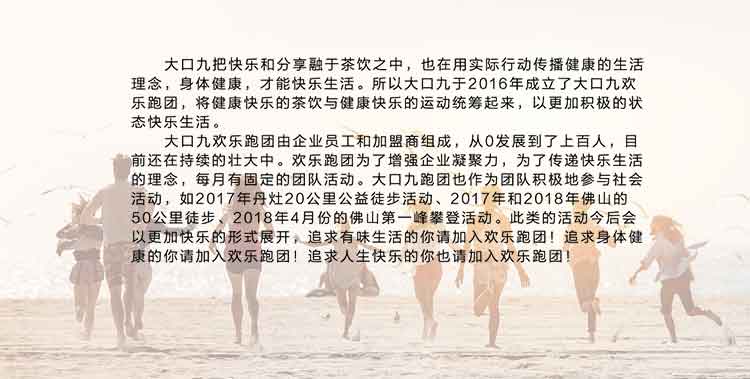 大口九把快乐和分享融于茶饮之中，也在用实际行动传播健康的生活
理念，身体健康，才能快乐生活。所以大口九于2016年成立了大口九欢
乐跑团，将健康快乐的茶饮与健康快乐的运动统筹起来，以更加积极的状
态快乐生活。
大口九欢乐跑团由企业员工和加盟商组成，从0发展到了上百人，目
前还在持续的壮大中。欢乐跑团为了增强企业凝聚力，为了传递快乐生活
的理念，每月有固定的团队活动。大口九跑团也作为团队积极地参与社会
活动，如2017年丹灶20公里公益徒步活动、2017年和2018年佛山的
50公里徒步、2018年4月份的佛山第一峰攀登活动。此类的活动今后会
以更加快乐的形式展开，追求有味生活的你请加入欢乐跑团！追求身体健
康的你请加入欢乐跑团！追求人生快乐的你也请加入欢乐跑团！